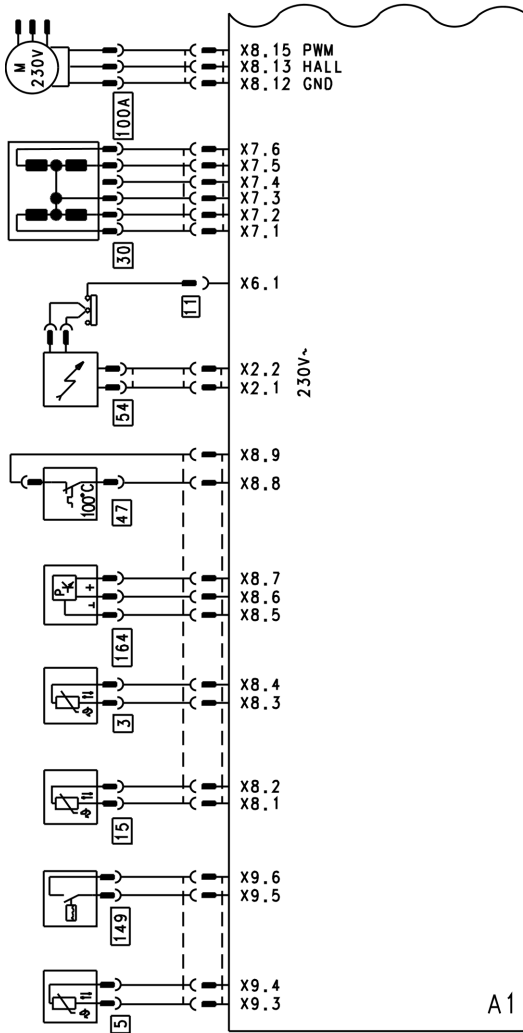 M
230V
X8.15 PWM
X8.13 HALL
X8.12 GND
100A
X7.6
X7.5
X7.4
X7.3
X7.2
X7.1
30
X6.1
11
X2.2
X2.1
230V~
54
X8.9
X8.8
100°C
47
X8.7
X8.6
X8.5
P
+
⊥
164
X8.4
X8.3
3
X8.2
X8.1
15
X9.6
X9.5
149
X9.4
X9.3
5
A1